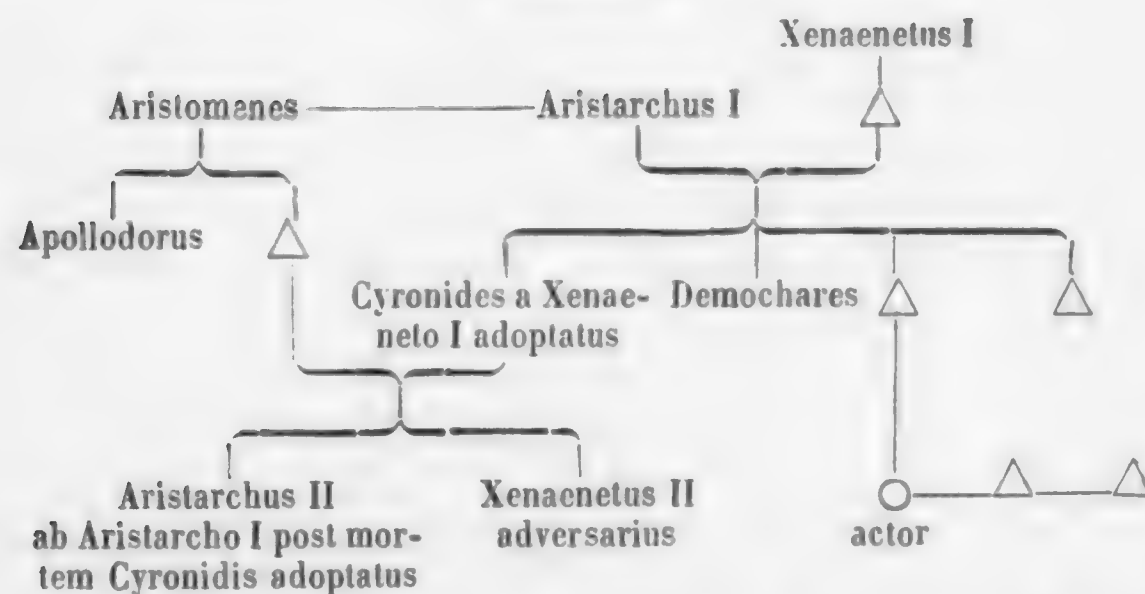 Xenaenetus I
Aristomenes Aristarchus I
Apollodorus
Cyronides a Xenae- Demochares
neto I adoptatus
Aristarchus II Xenaenetus II
ab Aristarcho I post mor- adversarius actor
tem Cyronidis adoptatus